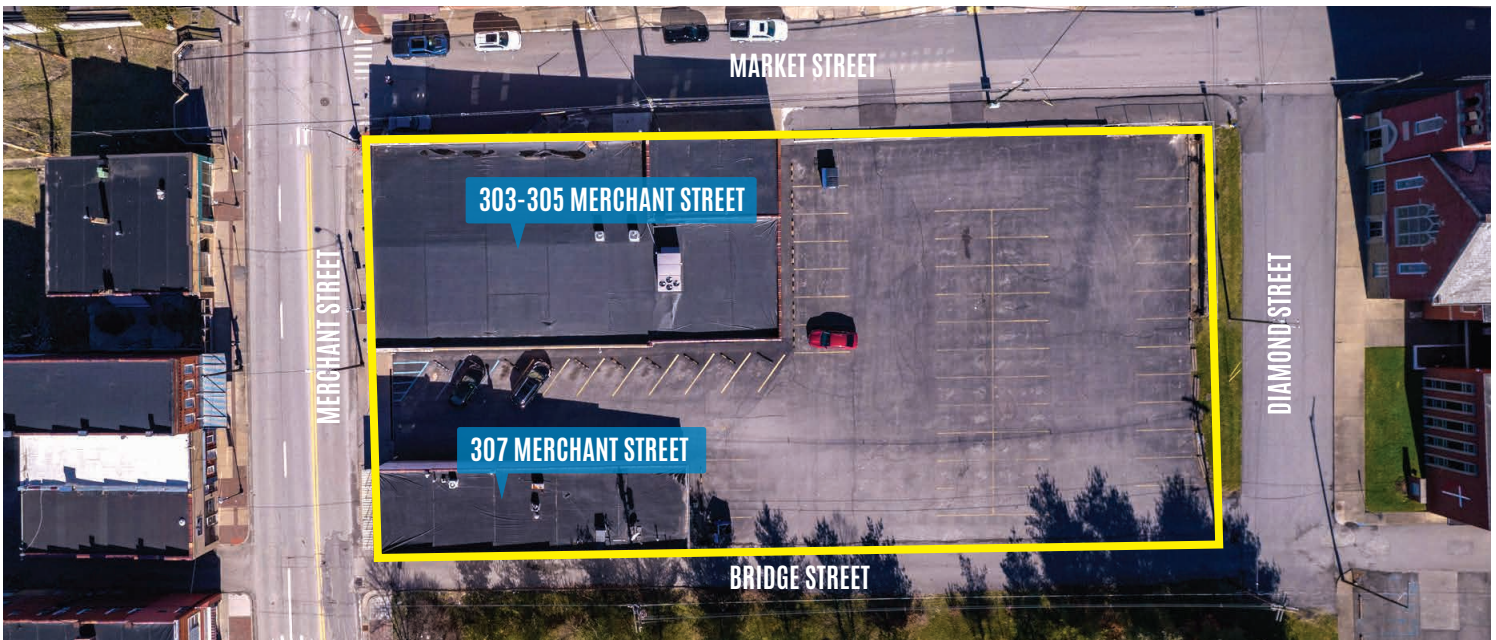 MARKET STREET
303-305 MERCHANT STREET
MERCHANT STREET
DIAMOND STREET
307 MERCHANT STREET
BRIDGE STREET